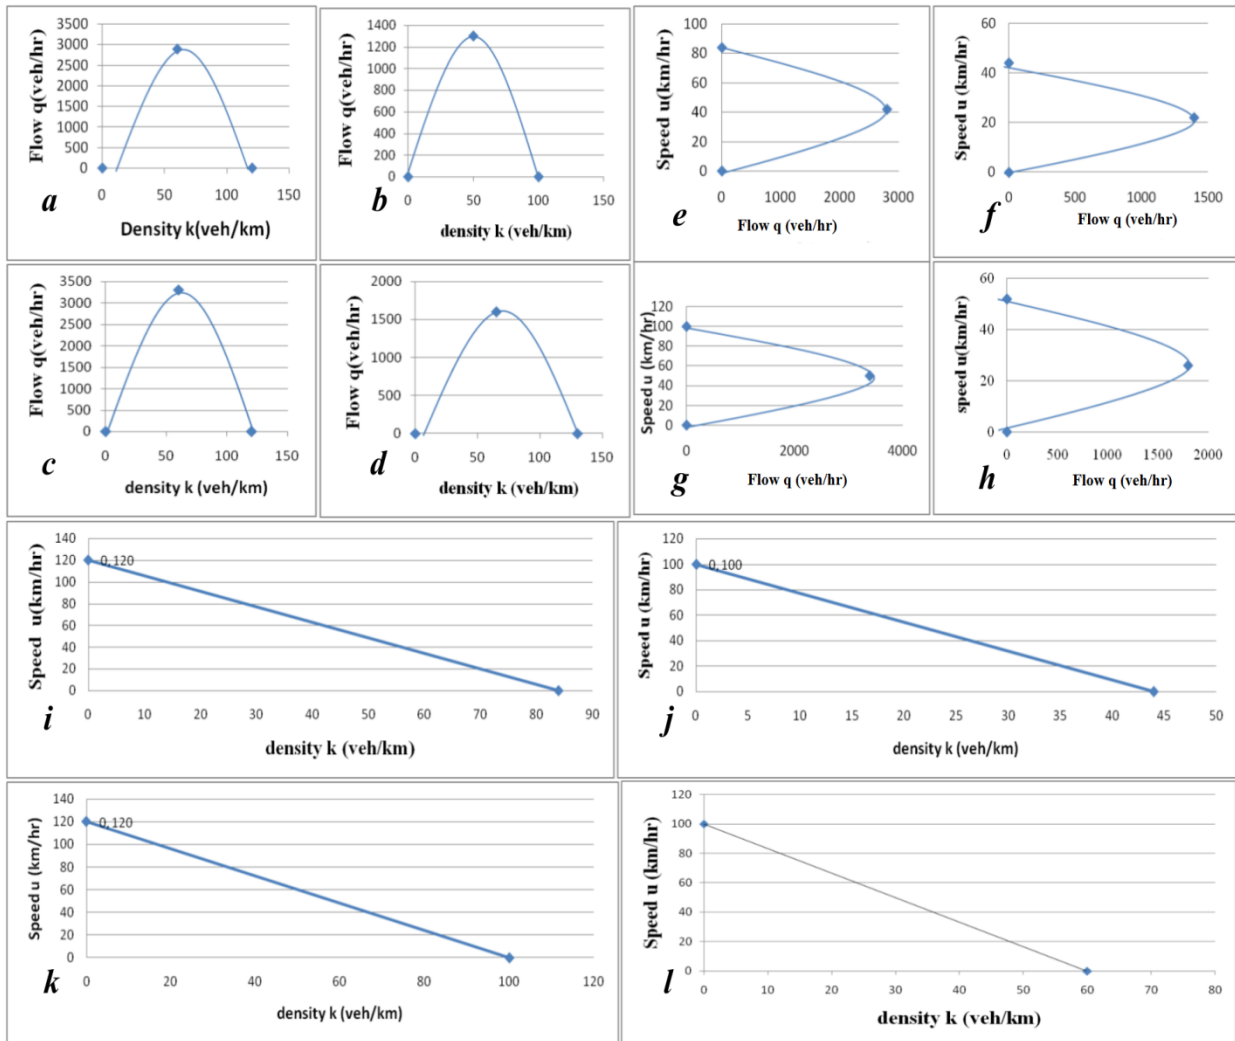 3500
3000
2500
2000
1500
1000
500
0
Flow q(veh/hr)
0 50 100 150
Density k(veh/km)
a
1400
1200
1000
800
600
400
200
0
Flow q(veh/hr)
0 50 100 150
density k (veh/km)
b
100
80
60
40
20
0
Speed u(km/hr)
0 1000 2000 3000
Flow q (veh/hr)
e
60
40
20
0
Speed u (km/hr)
0 500 1000 1500
Flow q (veh/hr)
f
3500
3000
2500
2000
1500
1000
500
0
Flow q(veh/hr)
0 50 100 150
density k (veh/km)
c
2000
1500
1000
500
0
Flow q(veh/hr)
0 50 100 150
density k (veh/km)
d
120
100
80
60
40
20
0
Speed u (km/hr)
2000 4000
Flow q (veh/hr)
g
60
40
20
0
speed u(km/hr)
0 500 1000 1500 2000
Flow q (veh/hr)
h
140
120
100
80
60
40
20
0
Speed u(km/hr)
0, 120
0 10 20 30 40 50 60 70 80 90
density k (veh/km)
i
120
100
80
60
40
20
0
Speed u (km/hr)
0, 100
0 5 10 15 20 25 30 35 40 45 50
density k (veh/km)
j
140
120
100
80
60
40
20
0
Speed u (km/hr)
0, 120
0 20 40 60 80 100 120
density k (veh/km)
k
120
100
80
60
40
20
0
Speed u (km/hr)
0 10 20 30 40 50 60 70 80
density k (veh/km)
l